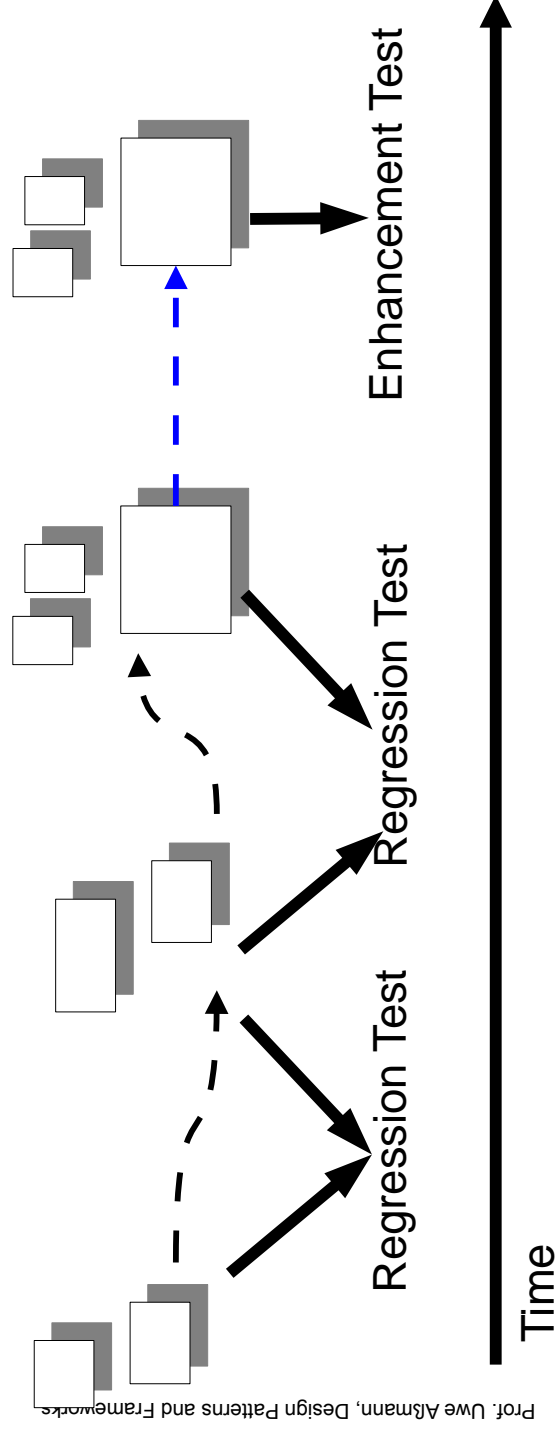 Regression Test
Regression Test
Enhancement Test
Time
Prof. Uwe Aßmann, Design Patterns and Frameworks